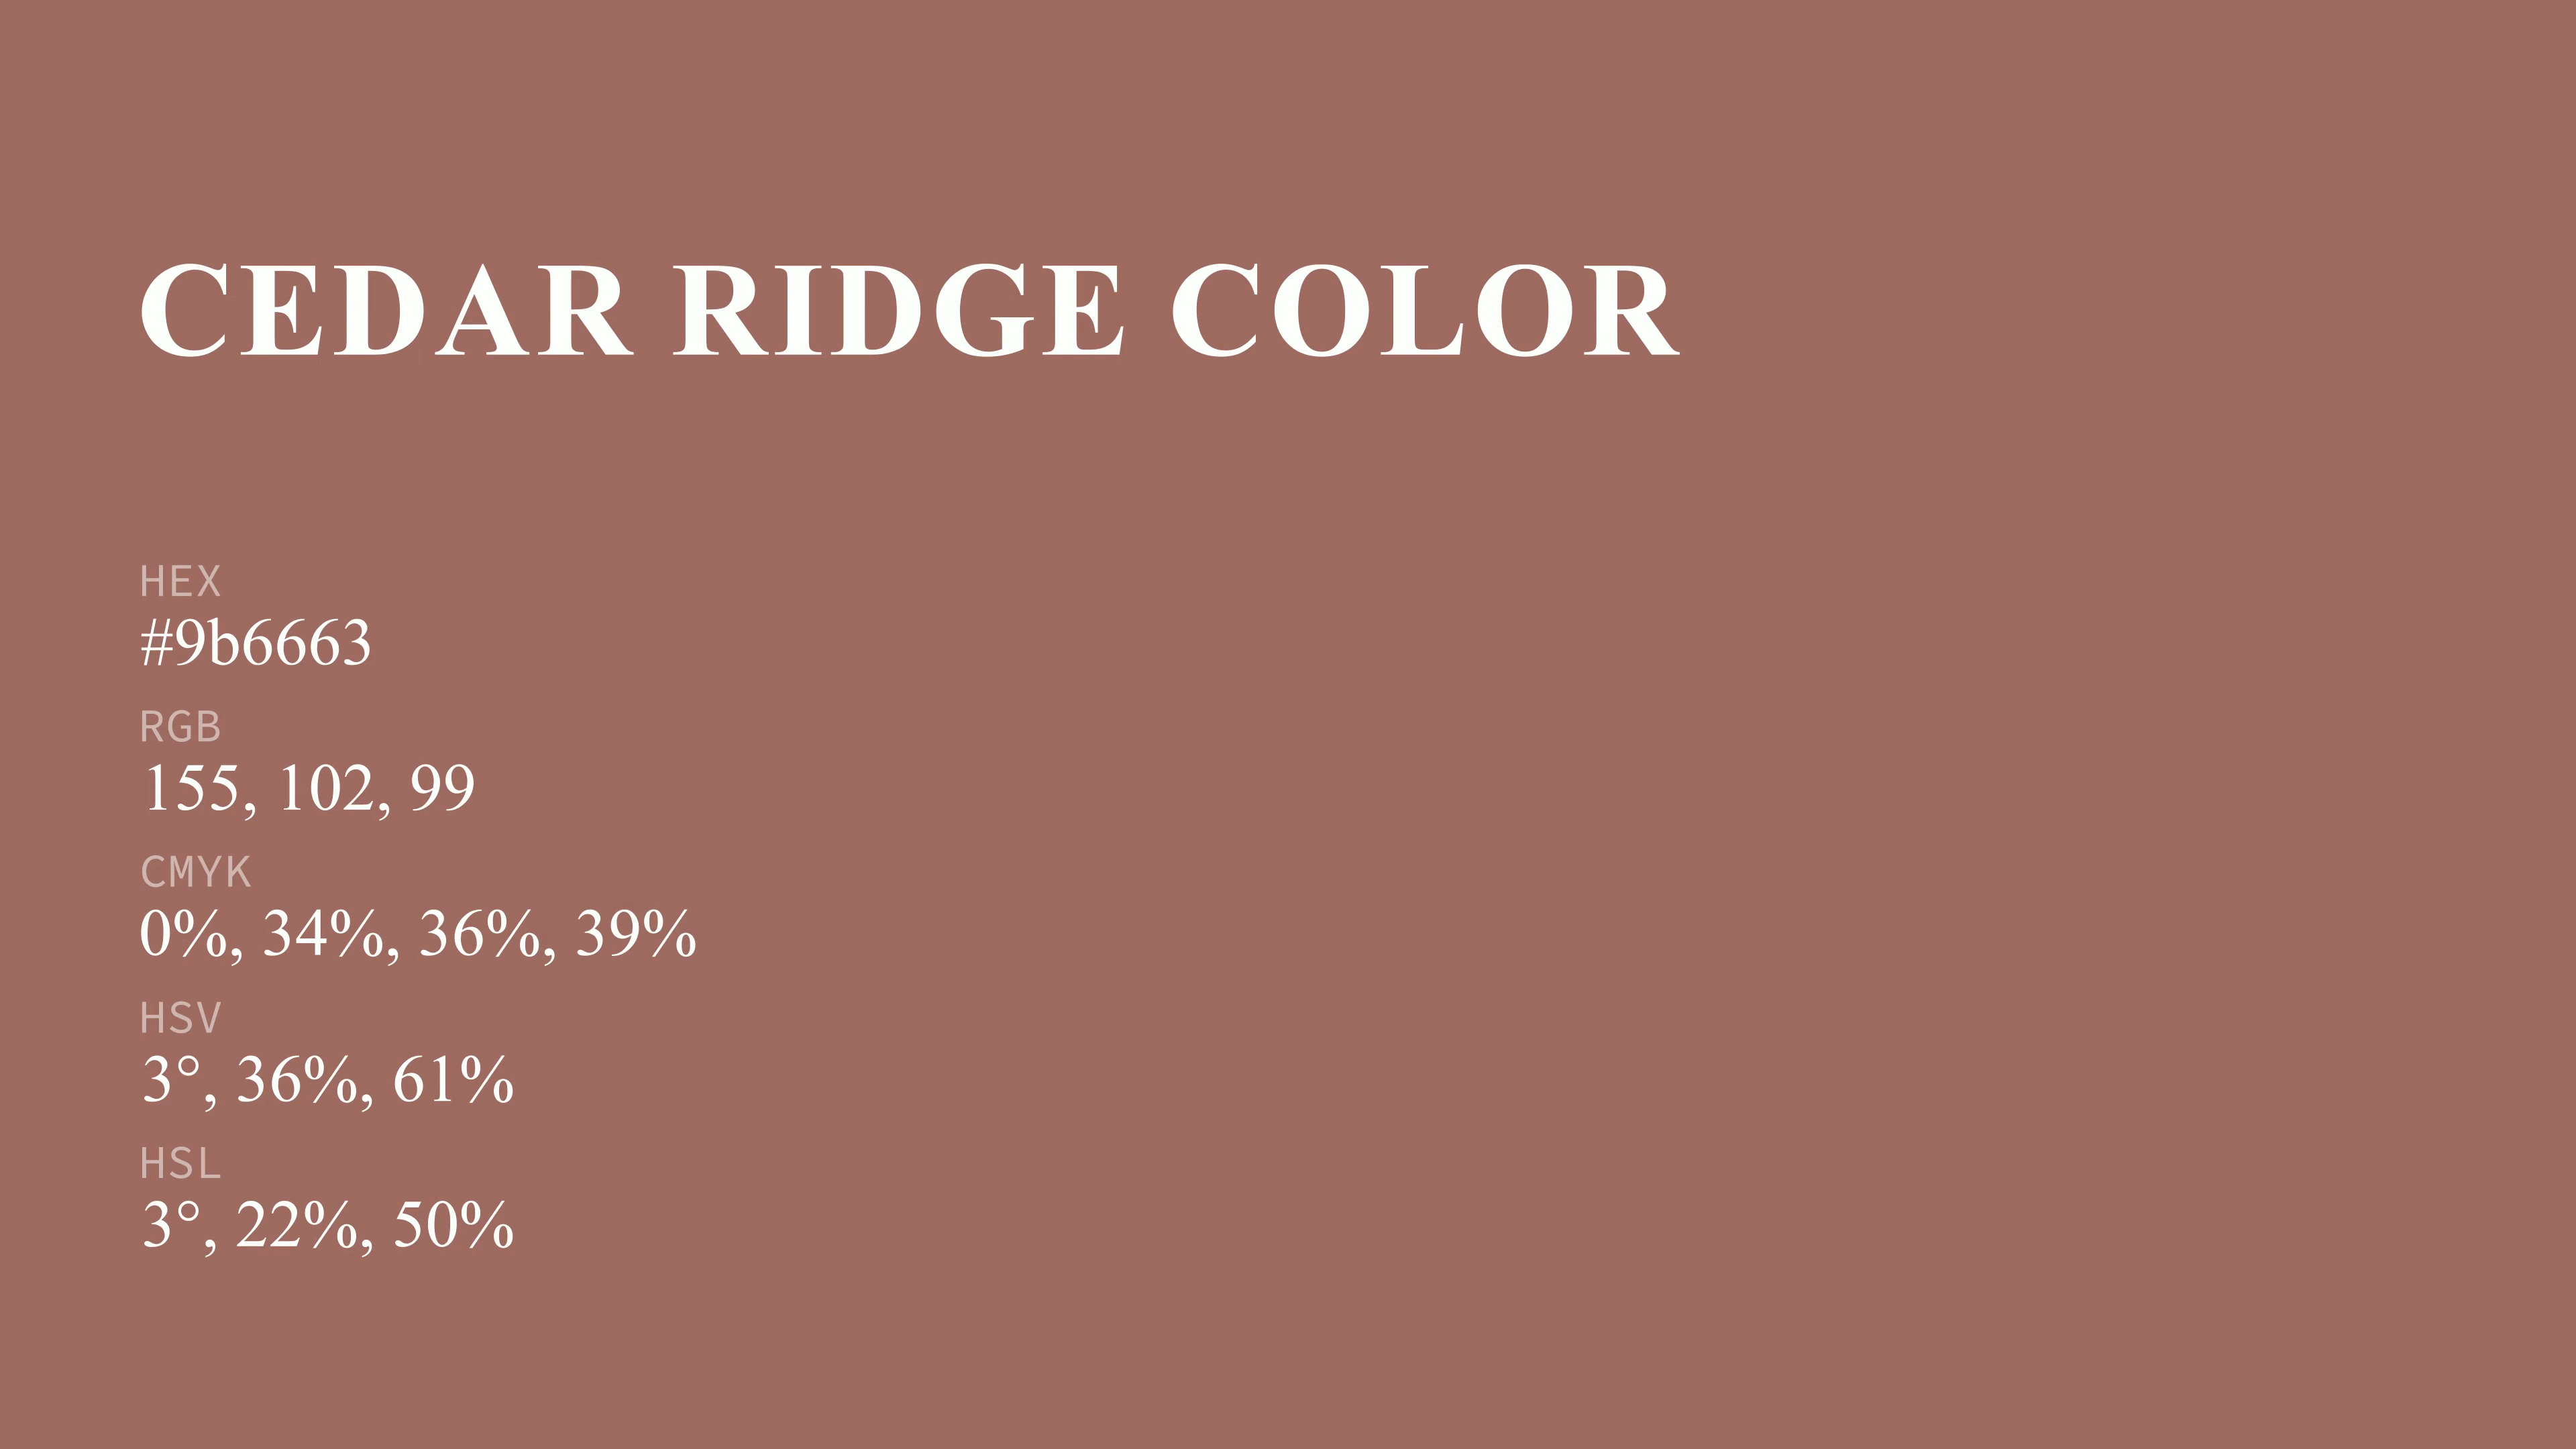 CEDAR RIDGE COLOR
HEX
#9b6663
RGB
155, 102, 99
CMYK
0%, 34%, 36%, 39%
HSV
3°, 36%, 61%
HSL
3°, 22%, 50%